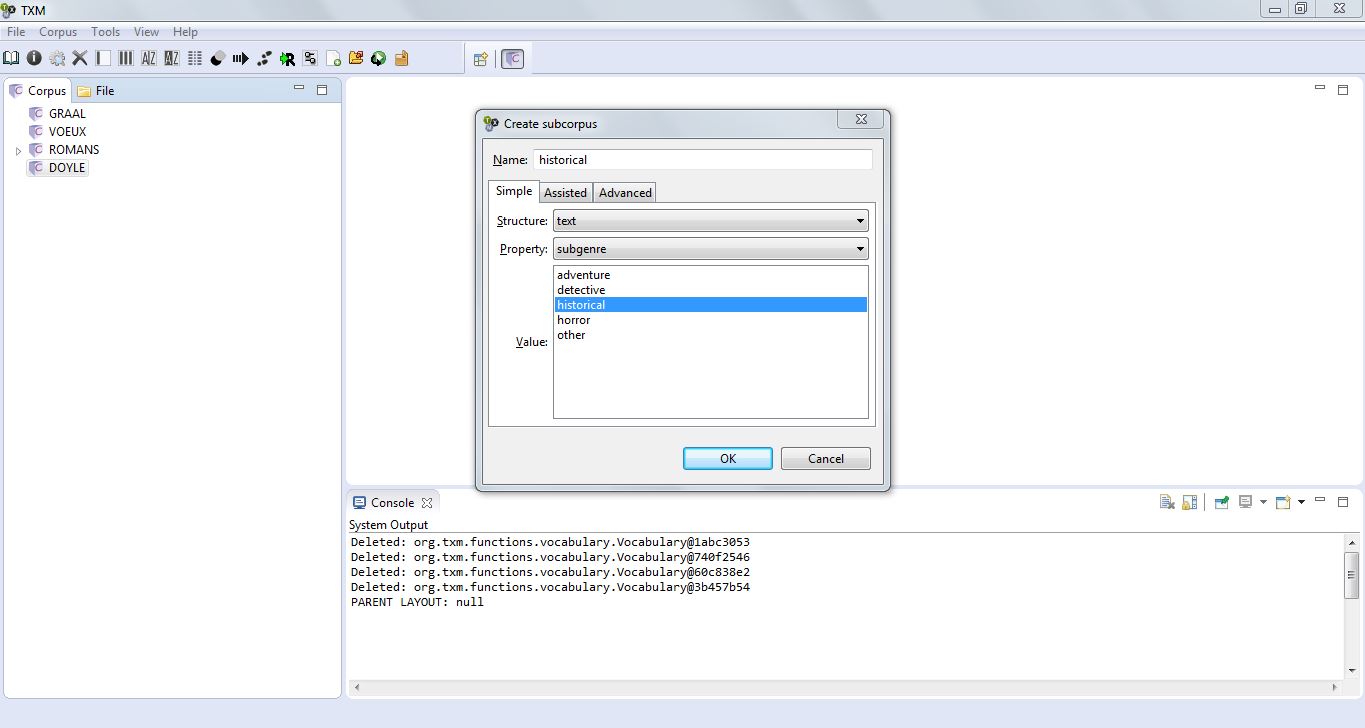 TXM
File Corpus Tools View Help
Corpus File
GRAAL
VOEUX
ROMANS
DOYLE
Create subcorpus
Name: historical
Simple Assisted Advanced
Structure: text
Property: subgenre
adventure
detective
historical
horror
other
Value:
OK Cancel
Console
System Output
Deleted: org.txm.functions.vocabulary.Vocabulary@1abc3053
Deleted: org.txm.functions.vocabulary.Vocabulary@740f2546
Deleted: org.txm.functions.vocabulary.Vocabulary@60c838e2
Deleted: org.txm.functions.vocabulary.Vocabulary@3b457b54
PARENT LAYOUT: null